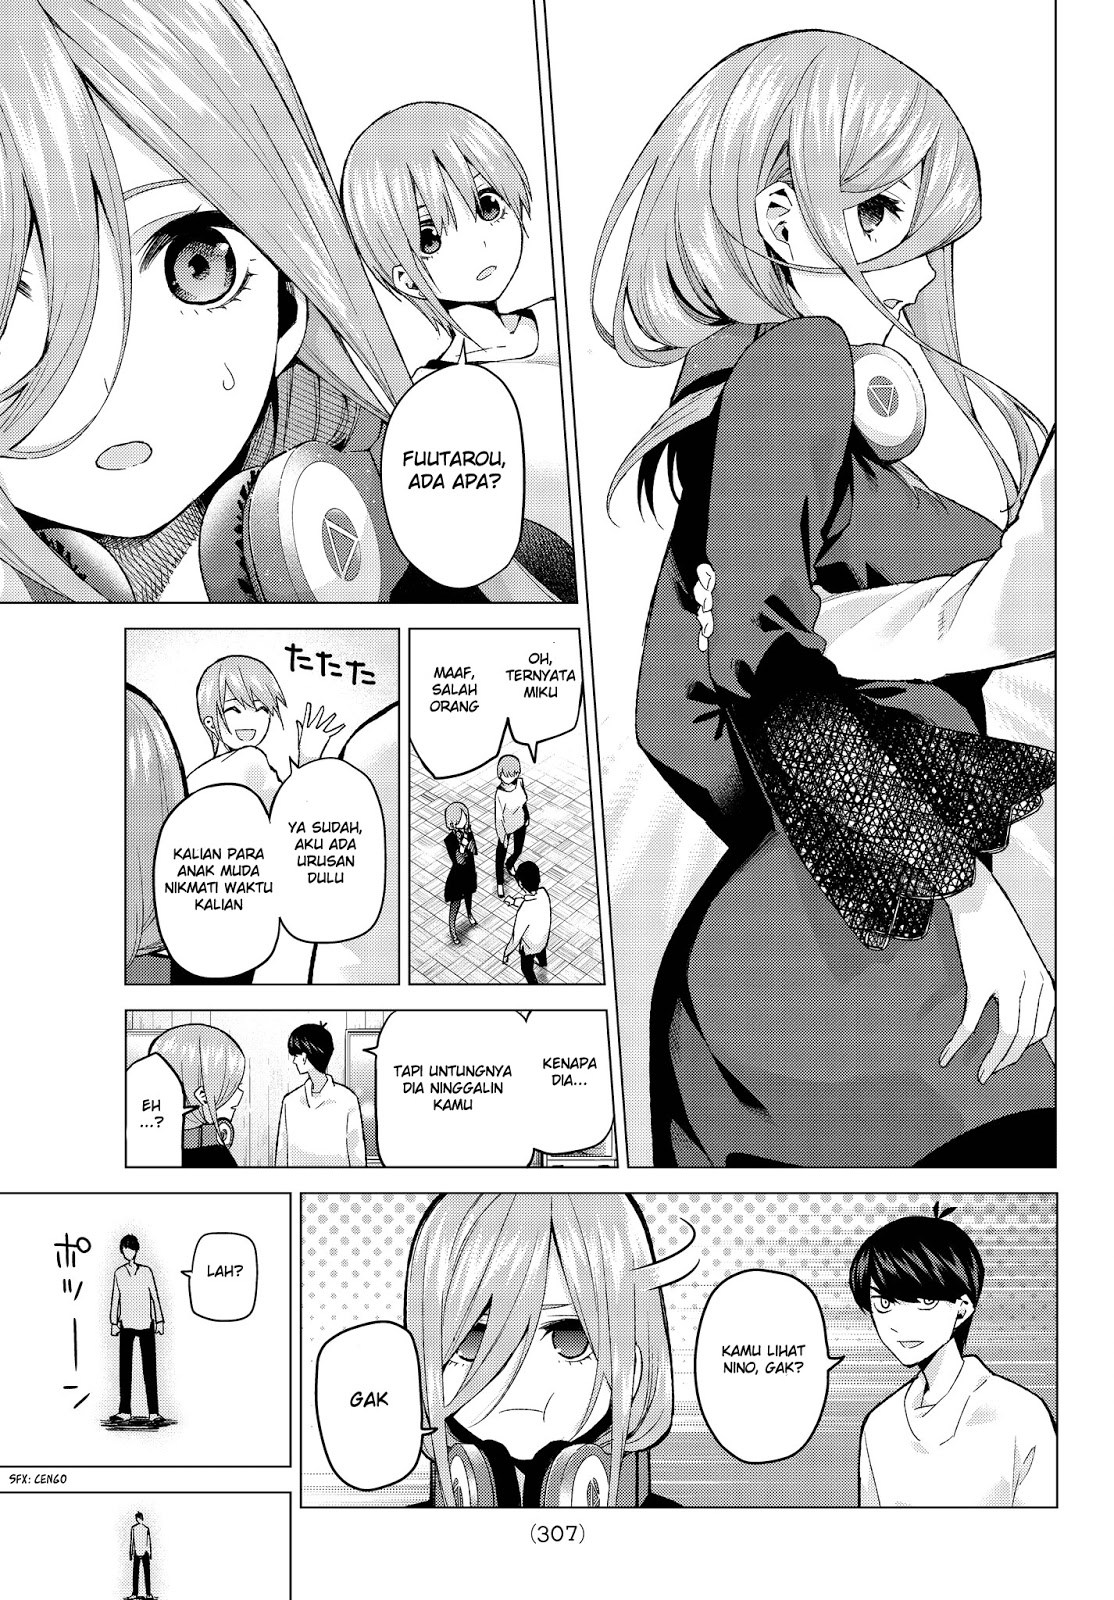 FUUTAROU,
ADA APA?
OH,
TERNYATA
MIKU
MAAF,
SALAH
ORANG
たたた
YA SUDAH,
AKU ADA
URUSAN
DULU
KALIAN PARA
ANAK MUDA
NIKMATI WAKTU
KALIAN
KENAPA
DIA...
TAPI UNTUNGNYA
DIA NINGGALIN
KAMU
EH
...?
KAMU LIHAT
NINO, GAK?
GAK
LAH?
ポツーン
SFX: CENGO
(307)